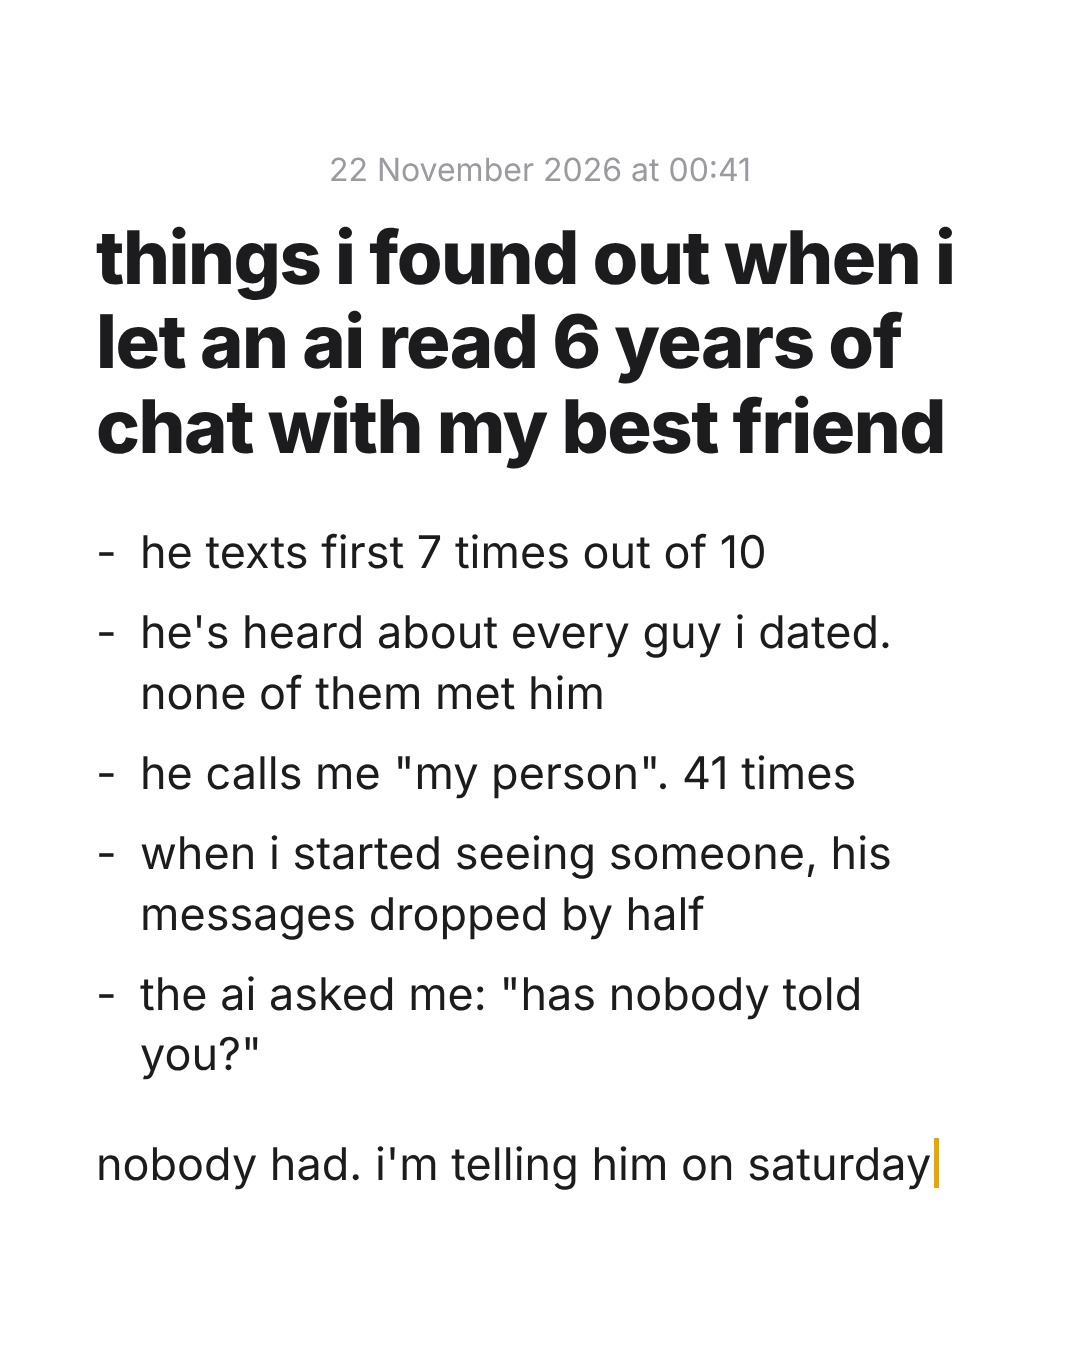 22 November 2026 at 00:41
things i found out when i
let an ai read 6 years of
chat with my best friend
- he texts first 7 times out of 10
- he's heard about every guy i dated.
none of them met him
- he calls me "my person". 41 times
- when i started seeing someone, his
messages dropped by half
- the ai asked me: "has nobody told
you?"
nobody had. i'm telling him on saturday